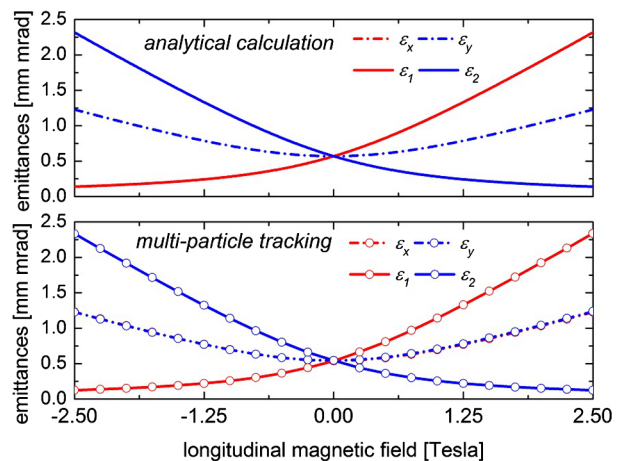 analytical calculation εx εy
ε1 ε2
emittances [mm mrad]
2.5
2.0
1.5
1.0
0.5
0.0
multi-particle tracking εx εy
ε1 ε2
emittances [mm mrad]
2.5
2.0
1.5
1.0
0.5
0.0
-2.50 -1.25 0.00 1.25 2.50
longitudinal magnetic field [Tesla]